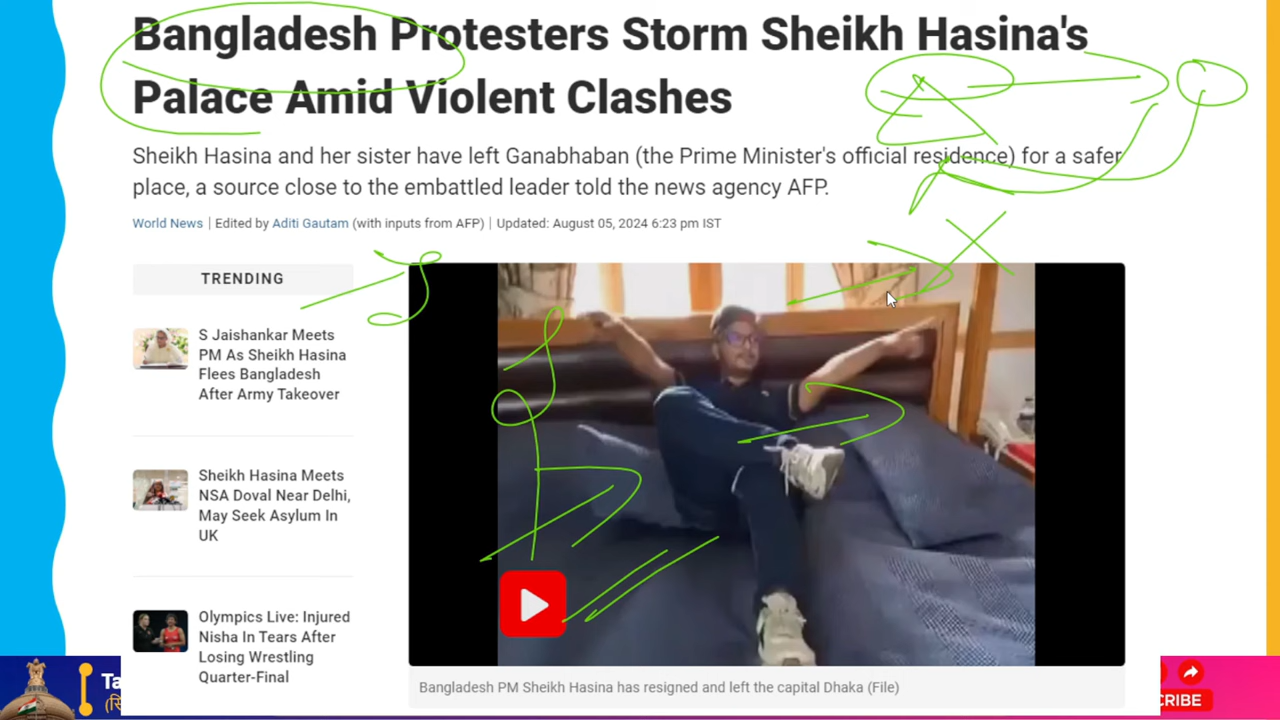 Bangladesh Protesters Storm Sheikh Hasina's
Palace Amid Violent Clashes
Sheikh Hasina and her sister have left Ganabhaban (the Prime Minister's official residence) for a safer
place, a source close to the embattled leader told the news agency AFP.
World News | Edited by Aditi Gautam (with inputs from AFP) | Updated: August 05, 2024 6:23 pm IST
TRENDING
S Jaishankar Meets
PM As Sheikh Hasina
Flees Bangladesh
After Army Takeover
Sheikh Hasina Meets
NSA Doval Near Delhi,
May Seek Asylum In
UK
Olympics Live: Injured
Nisha In Tears After
Losing Wrestling
Quarter-Final
Bangladesh PM Sheikh Hasina has resigned and left the capital Dhaka (File)
Ta
CRIBE